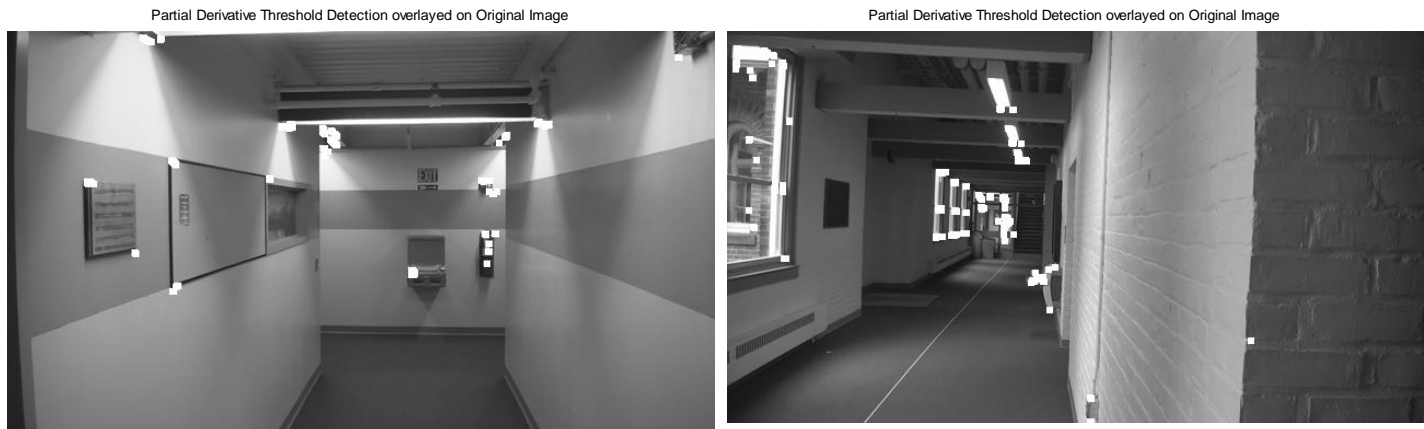 Partial Derivative Threshold Detection overlayed on Original Image
Partial Derivative Threshold Detection overlayed on Original Image
EXIT